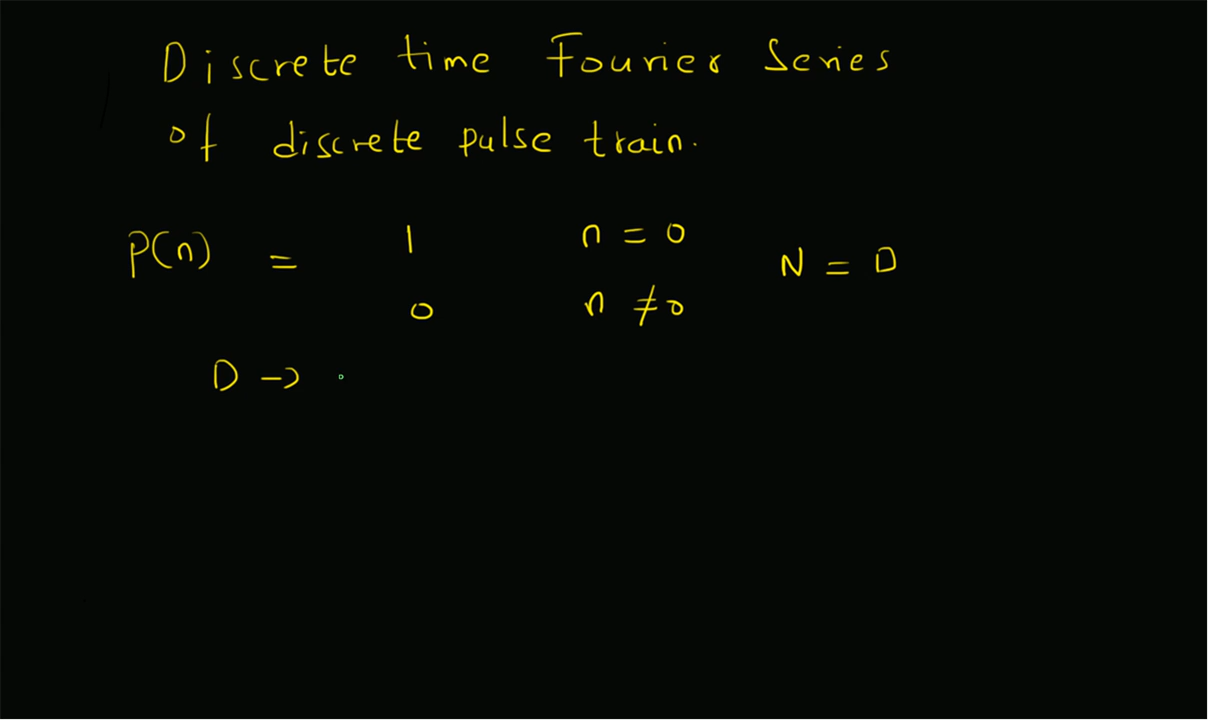 Discrete time Fourier Series
of discrete pulse train.
P(n) = 1 n = 0
N = D
0 n ≠ 0
D →